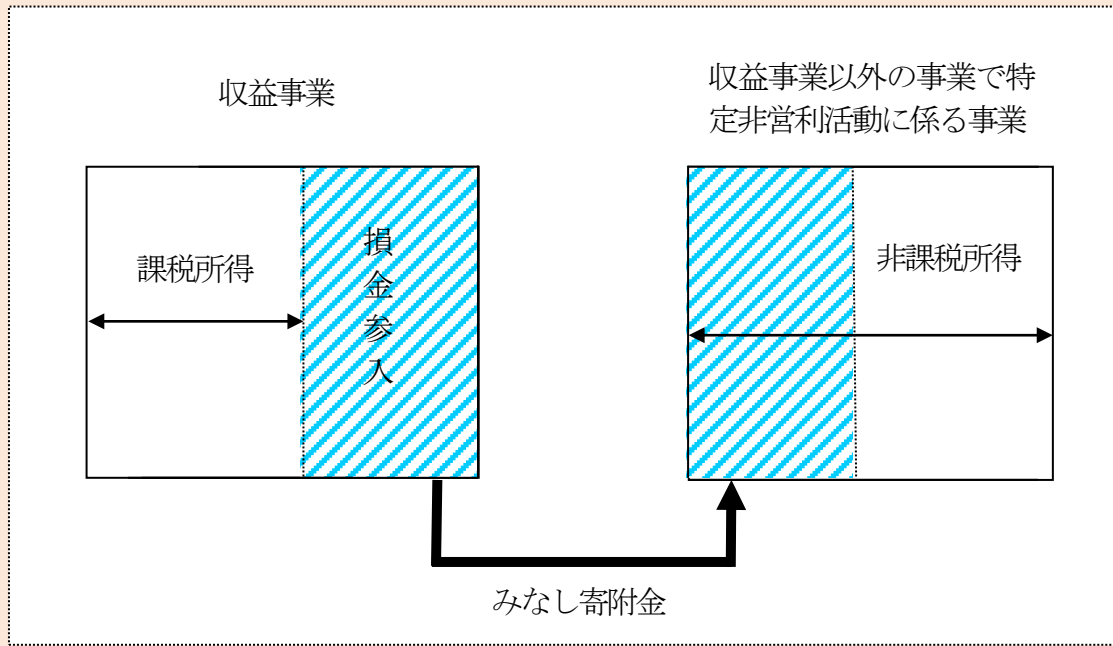 収益事業
収益事業以外の事業で特
定非営利活動に係る事業
課税所得
損金参入
非課税所得
みなし寄附金